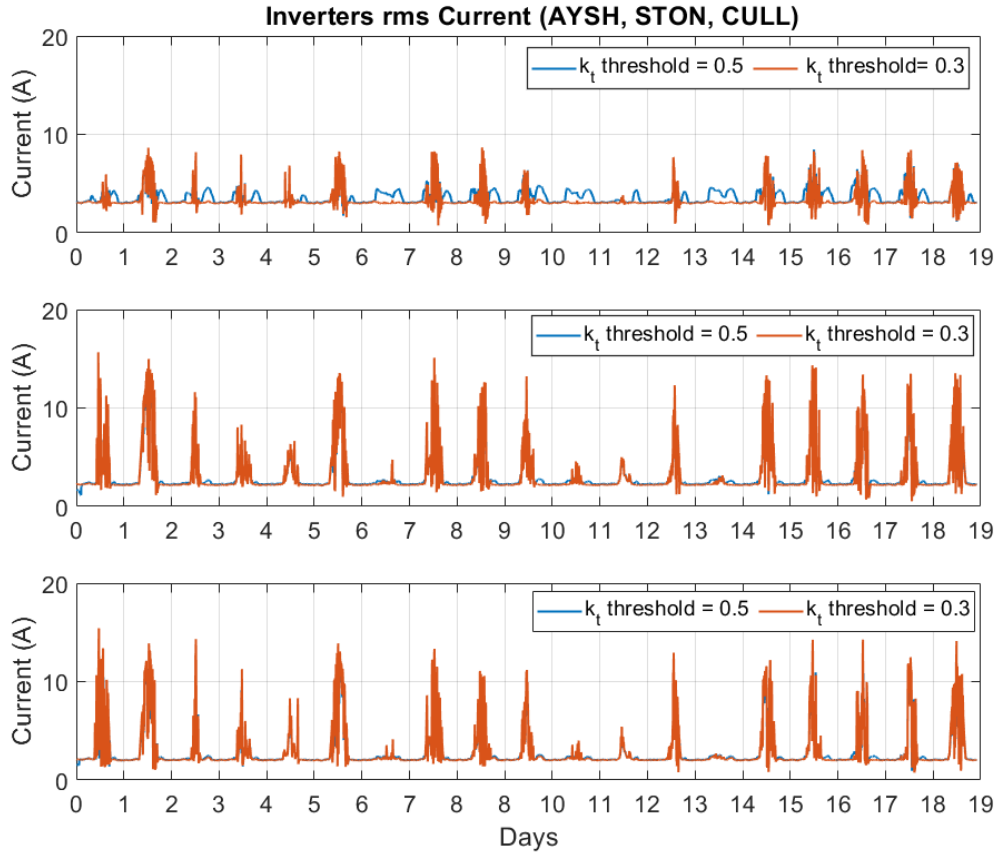 Inverters rms Current (AYSH, STON, CULL)
20
10
0
Current (A)
k_t threshold = 0.5 k_t threshold= 0.3
0 1 2 3 4 5 6 7 8 9 10 11 12 13 14 15 16 17 18 19
20
10
0
Current (A)
k_t threshold = 0.5 k_t threshold = 0.3
0 1 2 3 4 5 6 7 8 9 10 11 12 13 14 15 16 17 18 19
20
10
0
Current (A)
k_t threshold = 0.5 k_t threshold = 0.3
0 1 2 3 4 5 6 7 8 9 10 11 12 13 14 15 16 17 18 19
Days